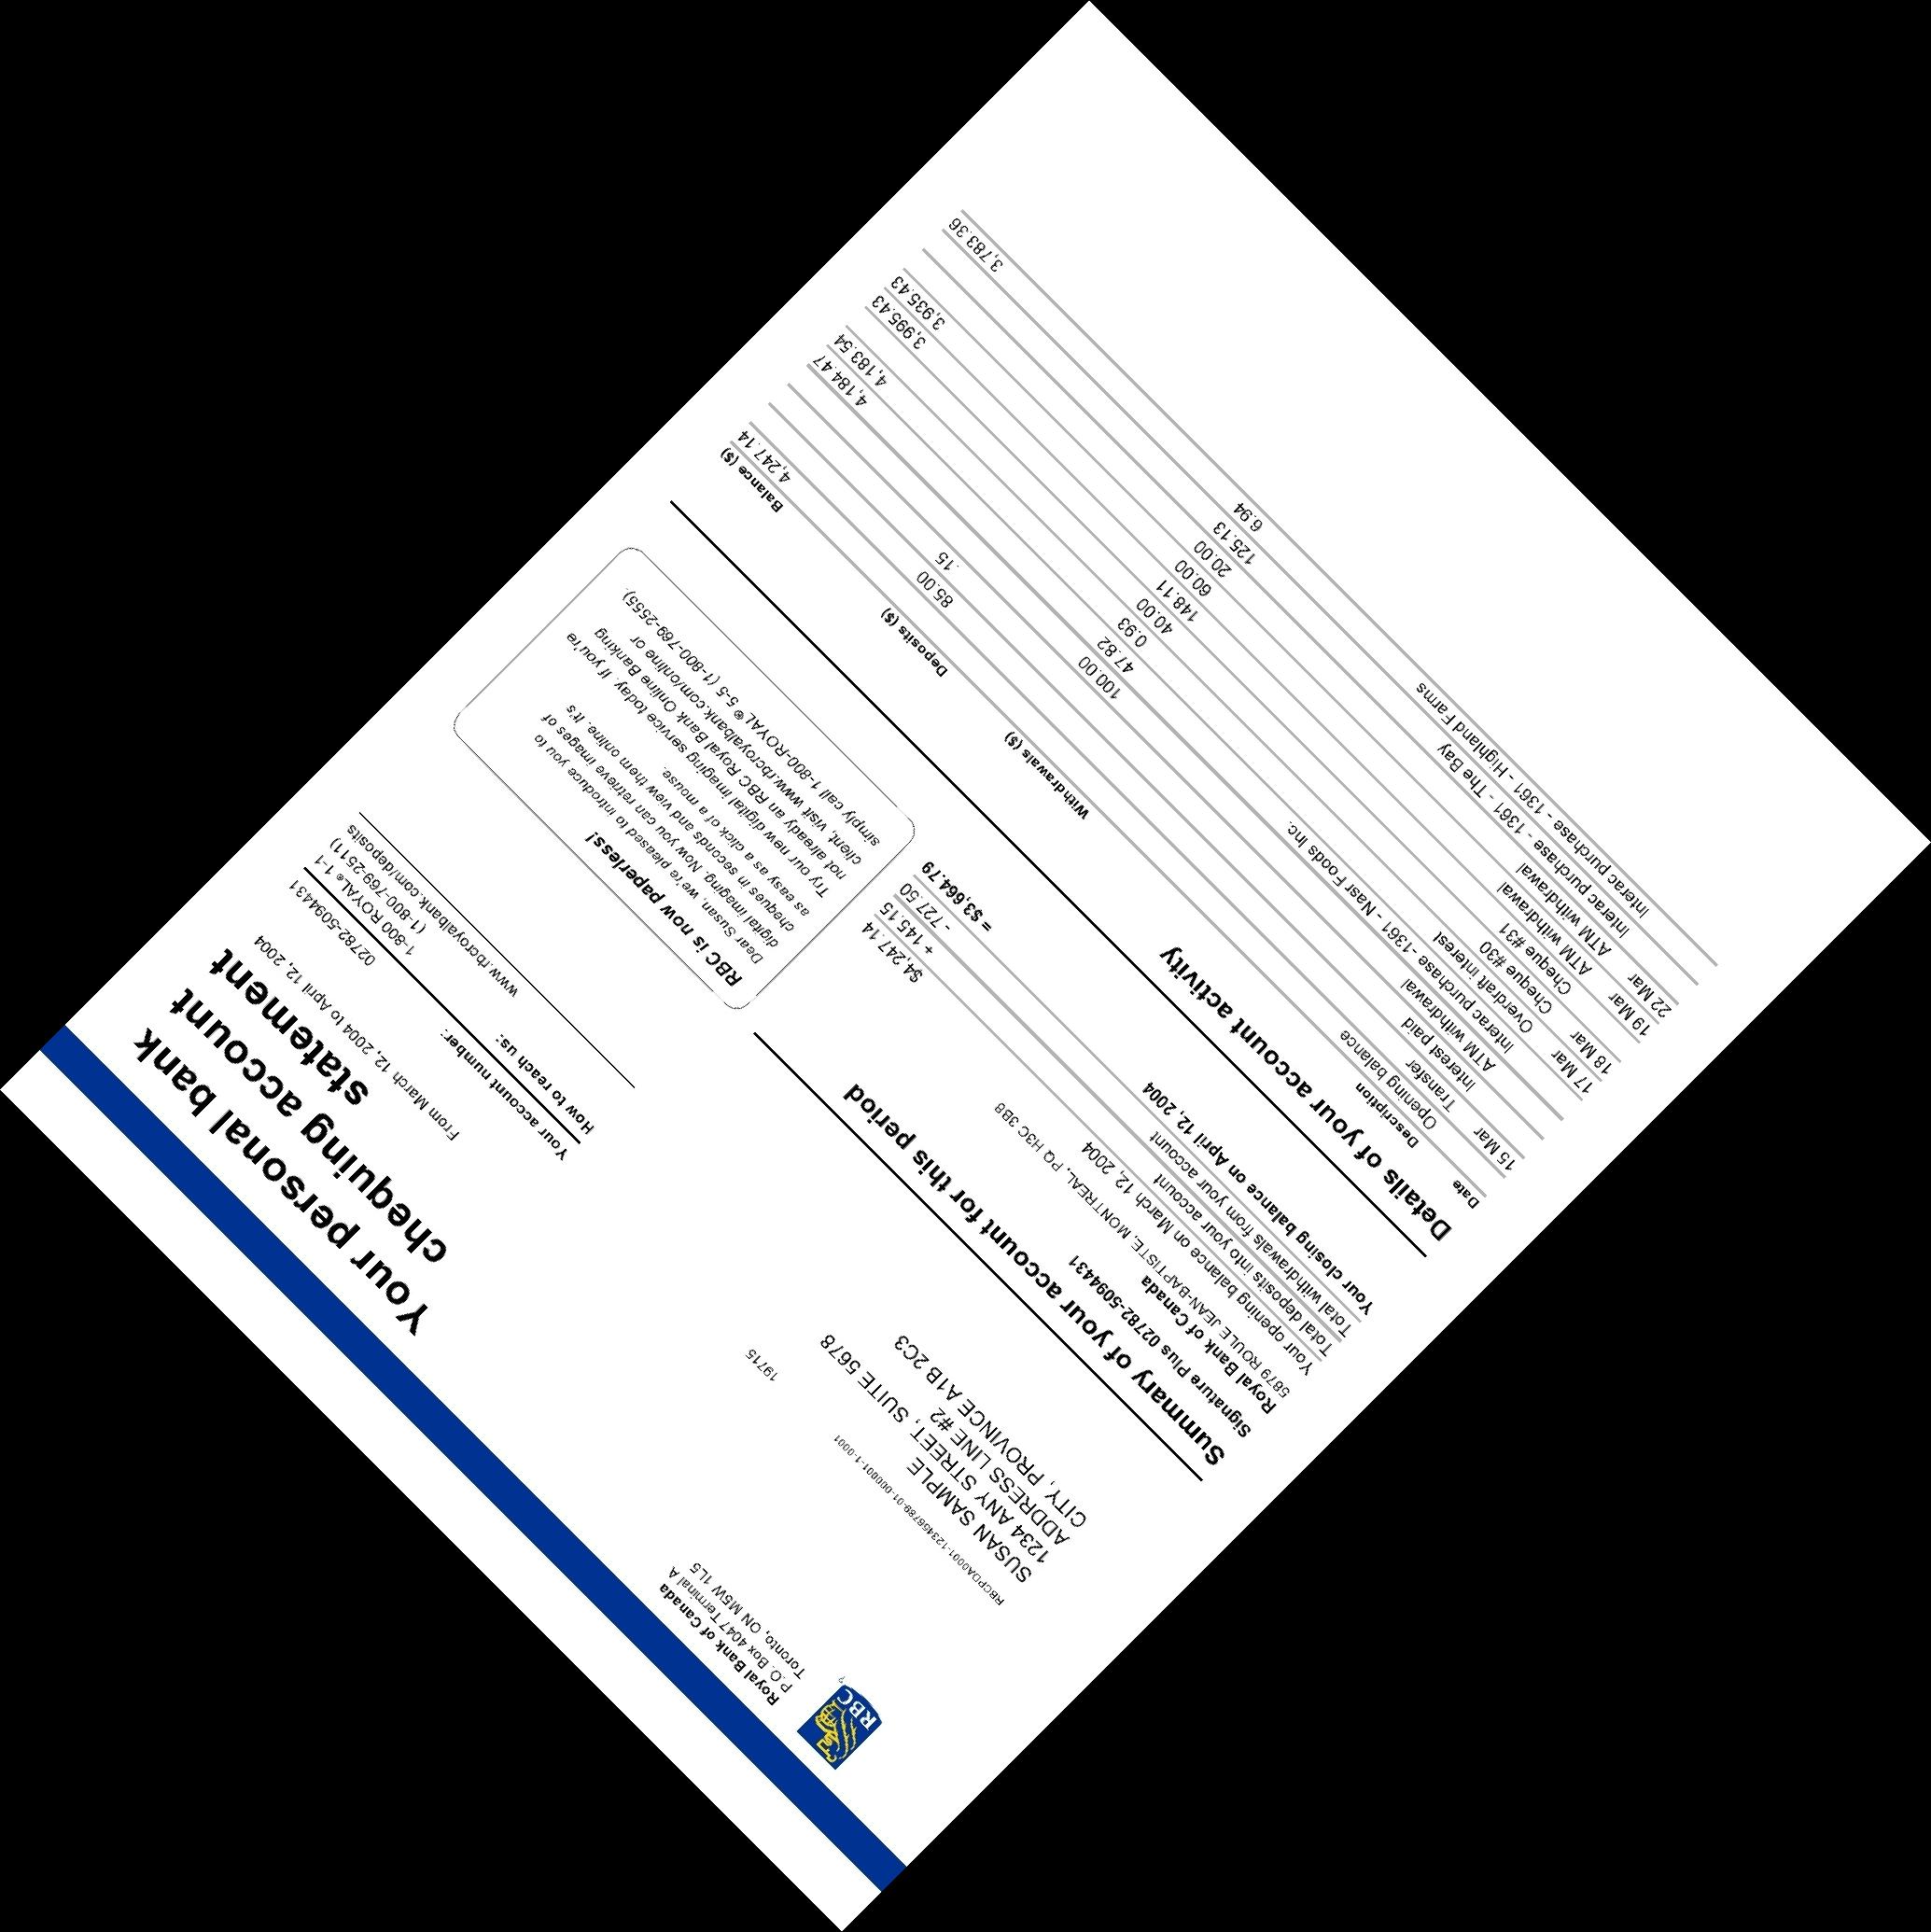 RBC
Royal Bank of Canada
P.O. Box 4047 Terminal A
Toronto, ON M5W 1L5
Your personal bank
chequing account
statement
From March 12, 2004 to April 12, 2004
RBCPDA0001-123456789-01-000001-1-0001
SUSAN SAMPLE
1234 ANY STREET, SUITE 5678
ADDRESS LINE #2
CITY, PROVINCE A1B 2C3
19715
Your account number: 02782-5094431
How to reach us: 1-800 ROYAL® 1-1
(1-800-769-2511)
www.rbcroyalbank.com/deposits
Summary of your account for this period
Signature Plus 02782-5094431
Royal Bank of Canada
5879 ROULE JEAN-BAPTISTE, MONTREAL, PQ H3C 3B8
Your opening balance on March 12, 2004 $4,247.14
Total deposits into your account + 145.15
Total withdrawals from your account - 727.50
Your closing balance on April 12, 2004 = $3,664.79
RBC is now paperless!
Dear Susan, we're pleased to introduce you to
digital imaging. Now you can retrieve images of
cheques in seconds and view them online. It's
as easy as a click of a mouse.
Try our new digital imaging service today. If you're
not already an RBC Royal Bank Online Banking
client, visit www.rbcroyalbank.com/online or
simply call 1-800-ROYAL® 5-5 (1-800-769-2555).
Details of your account activity
Date Description Withdrawals ($) Deposits ($) Balance ($)
Opening balance 4,247.14
15 Mar Transfer 85.00
Interest paid .15
ATM withdrawal 100.00
Interac purchase -1361 - Nasr Foods Inc. 47.82 4,184.47
17 Mar Overdraft interest 0.93 4,183.54
18 Mar Cheque #30 40.00
Cheque #31 148.11 3,995.43
19 Mar ATM withdrawal 60.00 3,935.43
22 Mar ATM withdrawal 20.00
Interac purchase - 1361 - The Bay 125.13
Interac purchase - 1361 - Highland Farms 6.94 3,783.36